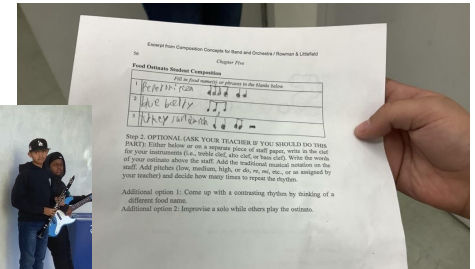 Excerpt from Composition Concepts for Band and Orchestra / Rowman & Littlefield
56
Chapter Five
Food Ostinato Student Composition
Fill in food name(s) or phrases in the blanks below.
1
2 blue berry
3 turkey sandwich
Step 2. OPTIONAL (ASK YOUR TEACHER IF YOU SHOULD DO THIS
PART): Either below or on a separate piece of staff paper, write in the clef
for your instruments (i.e., treble clef, alto clef, or bass clef). Write the words
of your ostinato above the staff. Add the traditional musical notation on the
staff. Add pitches (low, medium, high, or do, re, mi, etc., or as assigned by
your teacher) and decide how many times to repeat the rhythm.
Additional option 1: Come up with a contrasting rhythm by thinking of a
different food name.
Additional option 2: Improvise a solo while others play the ostinato.